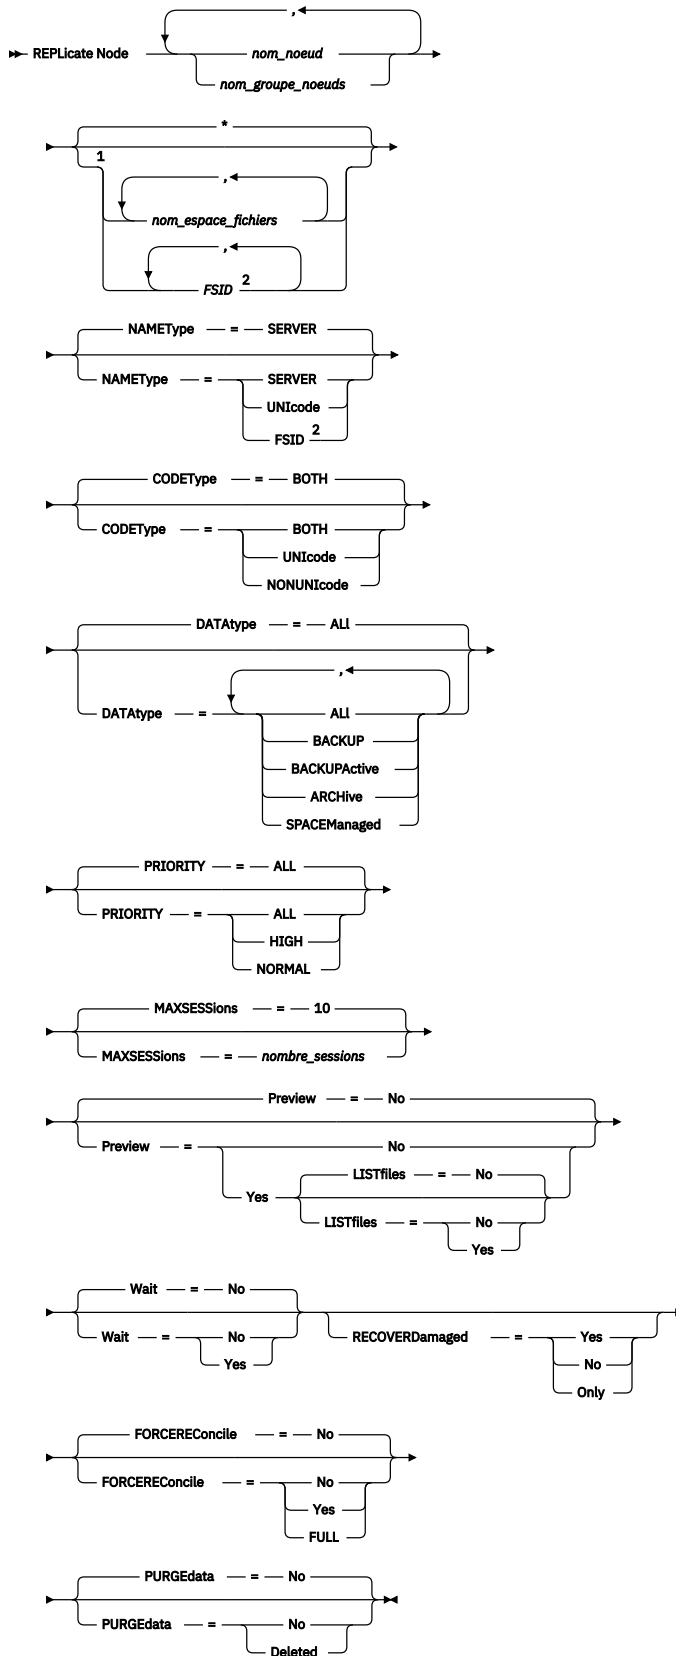 ,
REPLicate Node — nom_noeud
nom_groupe_noeuds
*
1
,
nom_espace_fichiers
,
FSID 2
NAMEType = SERVER
NAMEType = SERVER
UNIcode
FSID 2
CODEType = BOTH
CODEType = BOTH
UNIcode
NONUNIcode
DATAtype = ALl
,
DATAtype = ALl
BACKUP
BACKUPActive
ARCHive
SPACEManaged
PRIORITY = ALL
PRIORITY = ALL
HIGH
NORMAL
MAXSESSions = 10
MAXSESSions = nombre_sessions
Preview = No
Preview = No
LISTfiles = No
Yes
LISTfiles = No
Yes
Wait = No
Wait = No RECOVERDamaged = Yes
Yes No
Only
FORCEREConcile = No
FORCEREConcile = No
Yes
FULL
PURGEdata = No
PURGEdata = No
Deleted